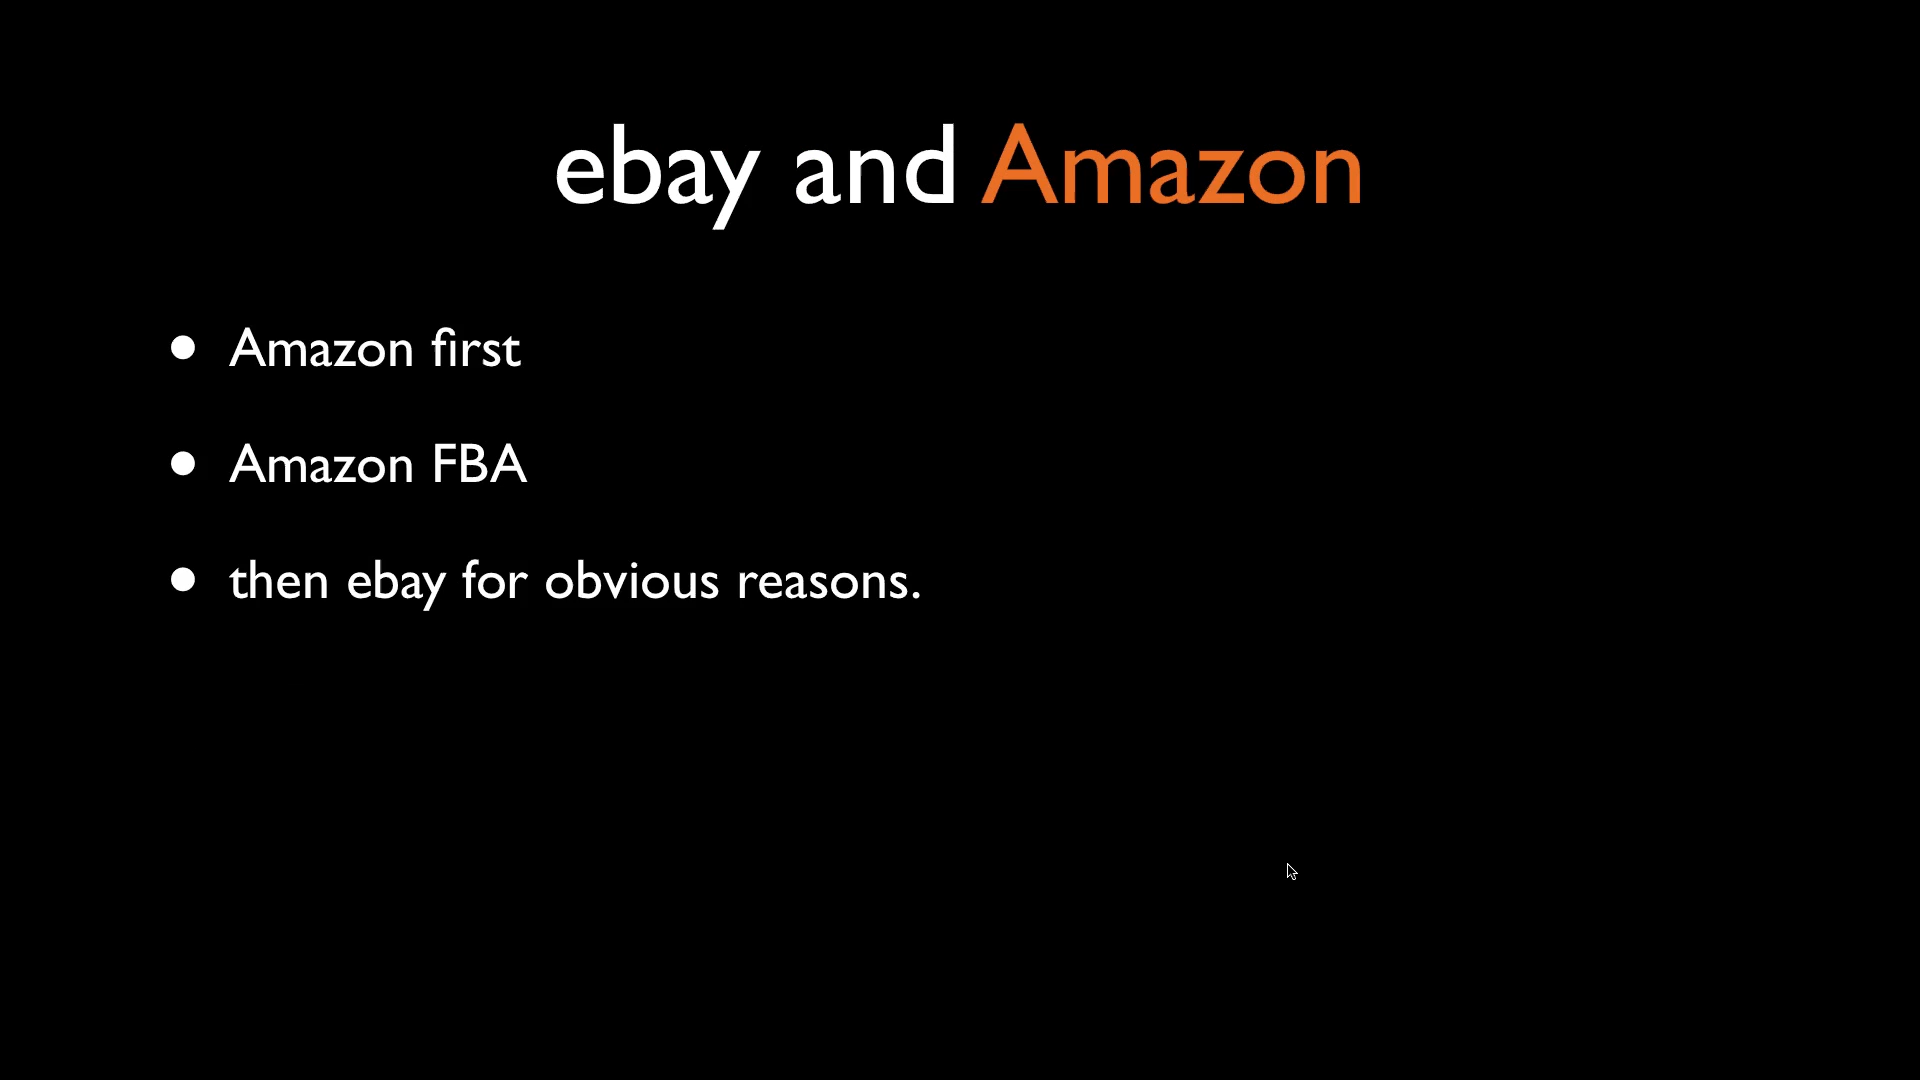 ebay and Amazon
• Amazon first
• Amazon FBA
• then ebay for obvious reasons.